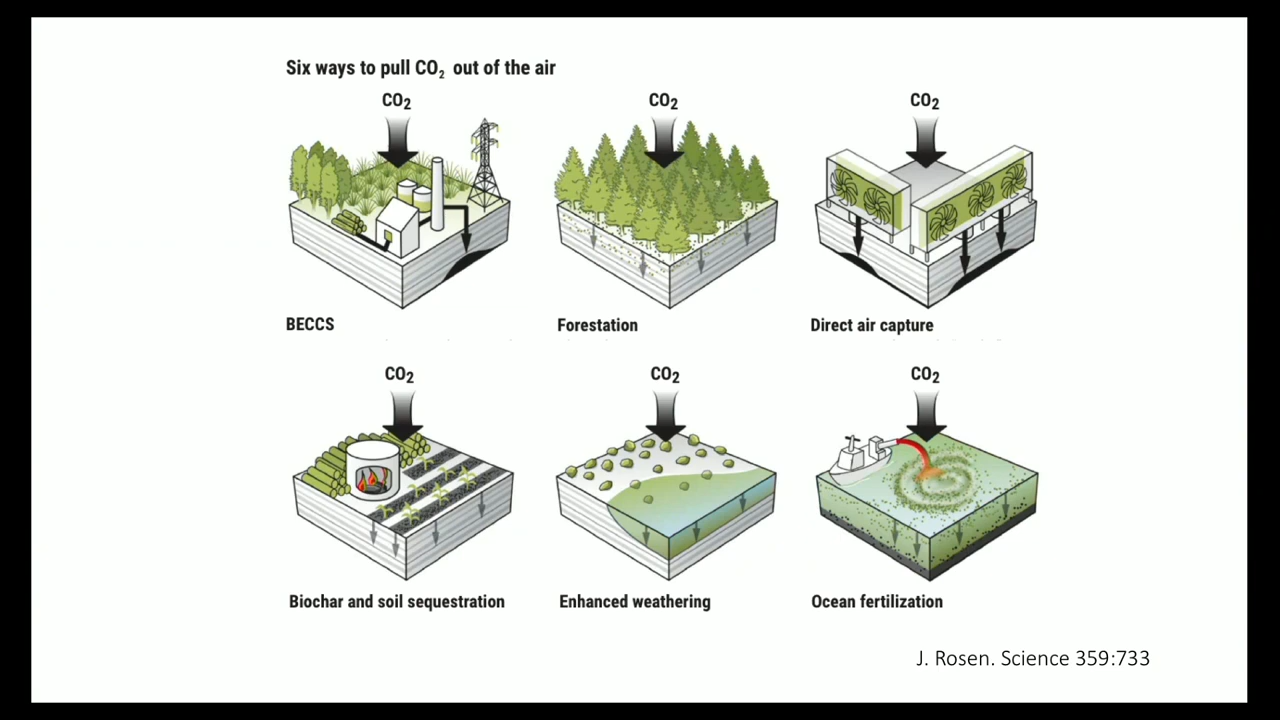 Six ways to pull CO₂ out of the air
CO₂
CO₂
CO₂
BECCS
Forestation
Direct air capture
CO₂
CO₂
CO₂
Biochar and soil sequestration
Enhanced weathering
Ocean fertilization
J. Rosen. Science 359:733